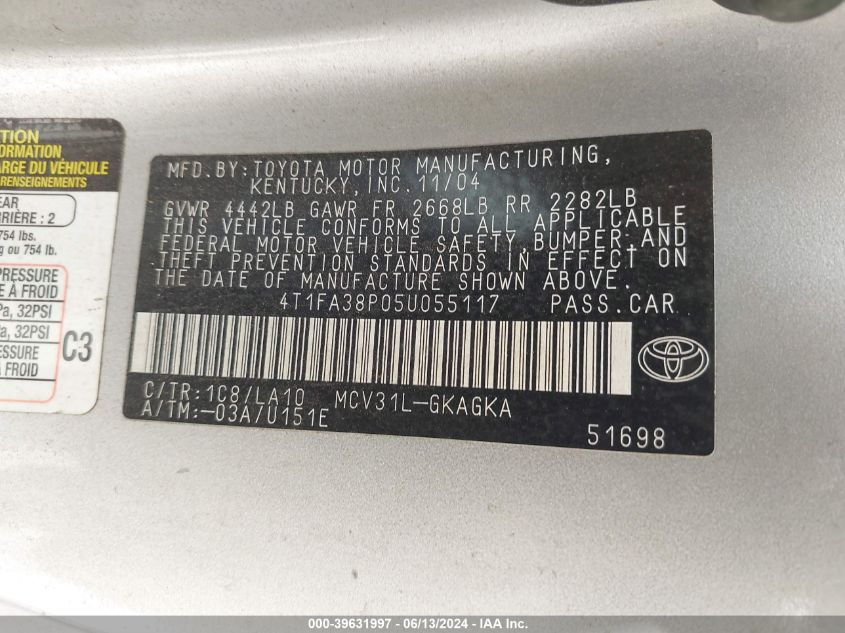 TION
ORMATION
ARGE DU VÉHICULE
RENSEIGNEMENTS
EAR
RRIÈRE : 2
754 lbs.
g ou 754 lb.
PRESSURE
E À FROID
Pa, 32PSI
Pa, 32PSI
ESSURE
À FROID
C3
MFD. BY: TOYOTA MOTOR MANUFACTURING,
KENTUCKY, INC. 11/04
GVWR 4442LB GAWR FR 2668LB RR 2282LB
THIS VEHICLE CONFORMS TO ALL APPLICABLE
FEDERAL MOTOR VEHICLE SAFETY, BUMPER, AND
THEFT PREVENTION STANDARDS IN EFFECT ON
THE DATE OF MANUFACTURE SHOWN ABOVE.
4T1FA38P05U055117 PASS. CAR
C/TR: 1C8/LA10 MCV31L-GKAGKA
A/TM: -03A/U151E
51698
000-39631997 - 06/13/2024 - IAA Inc.